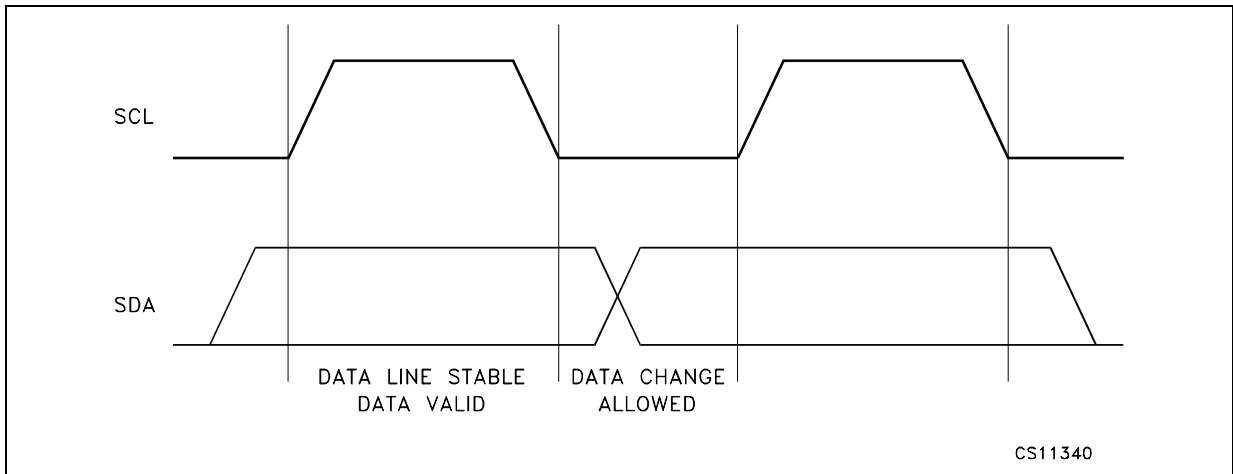 SCL
SDA
DATA LINE STABLE
DATA VALID
DATA CHANGE
ALLOWED
CS11340